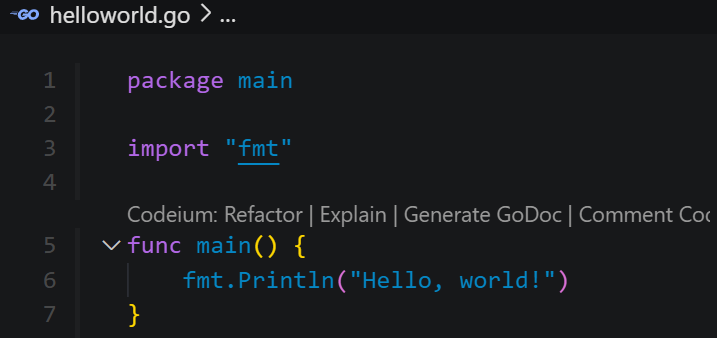 GO helloworld.go > ...
1 package main
2
3 import "fmt"
4
Codeium: Refactor | Explain | Generate GoDoc | Comment Coc
5 func main() {
6     fmt.Println("Hello, world!")
7 }